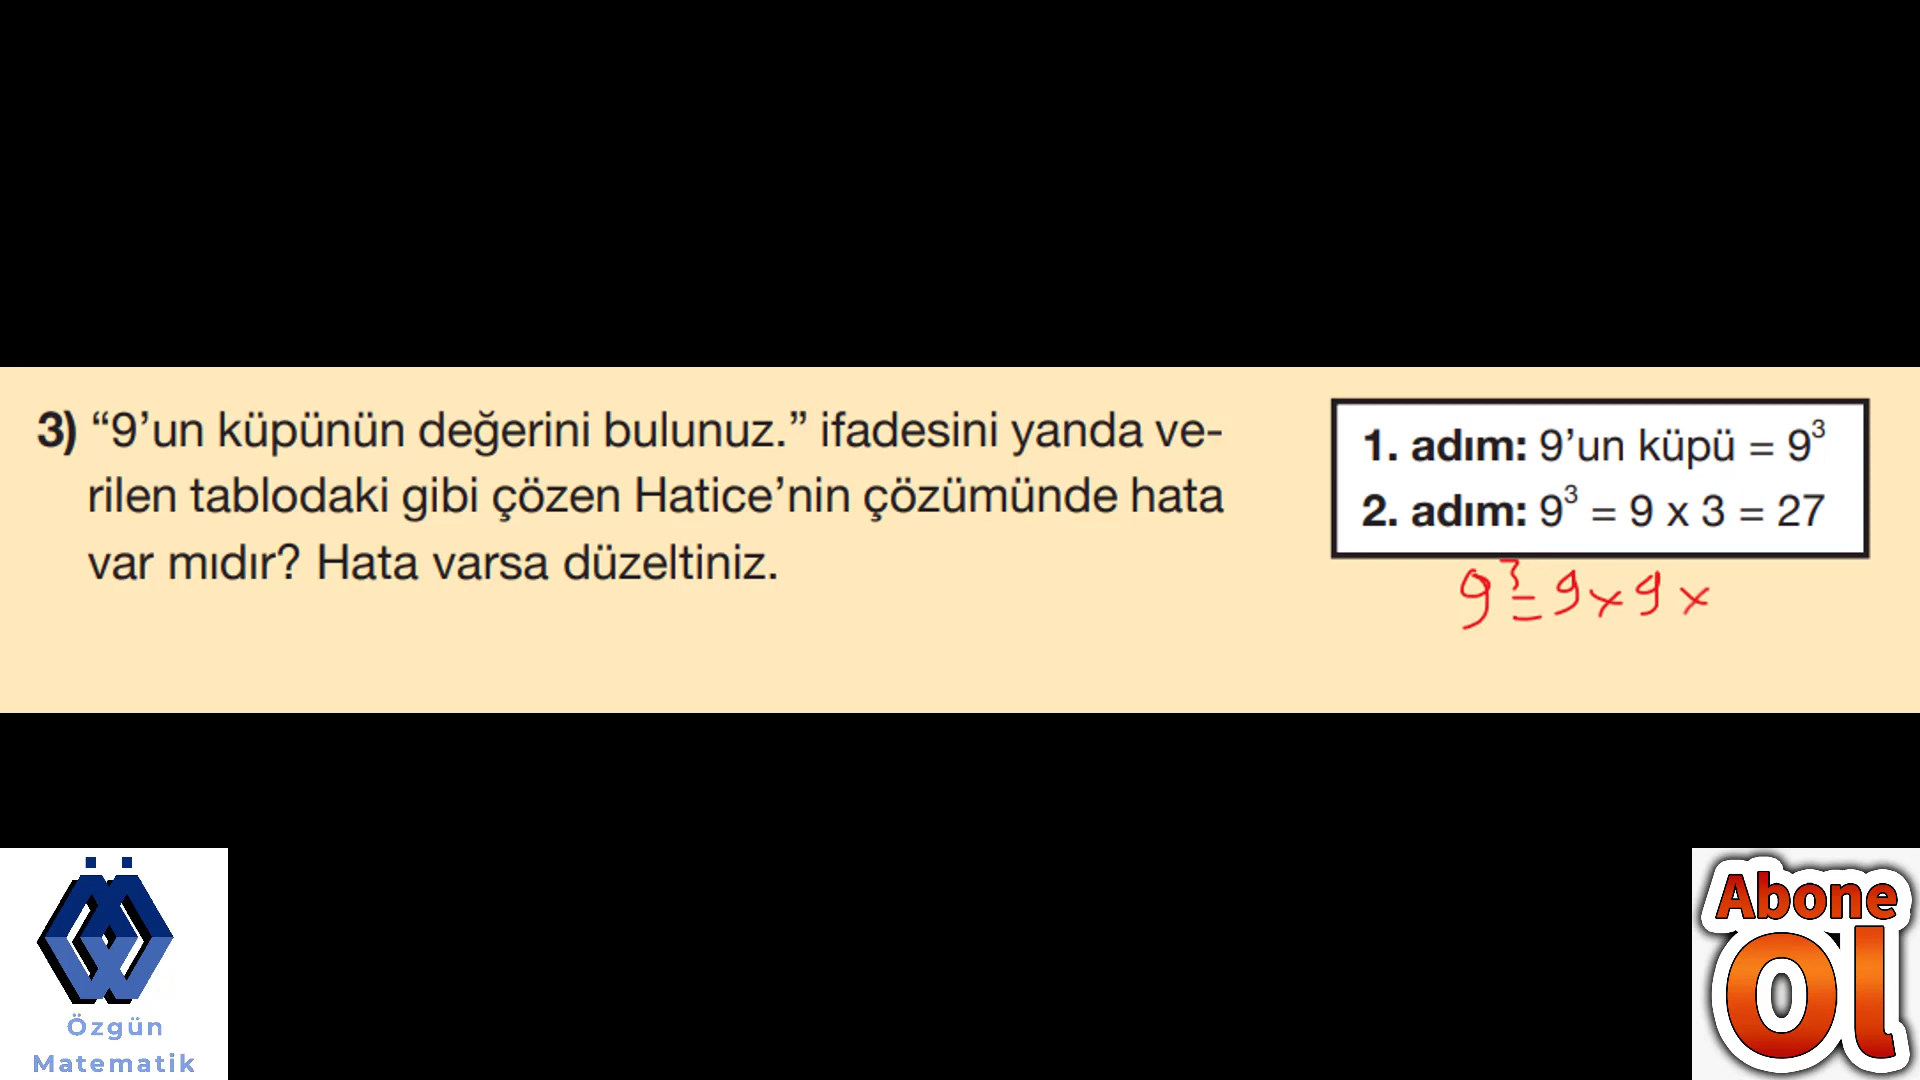 3) “9’un küpünün değerini bulunuz.” ifadesini yanda ve-
rilen tablodaki gibi çözen Hatice’nin çözümünde hata
var mıdır? Hata varsa düzeltiniz.
1. adım: 9’un küpü = 9³
2. adım: 9³ = 9 x 3 = 27
9³ = 9 x 9 x
Özgün
Matematik
Abone
Ol